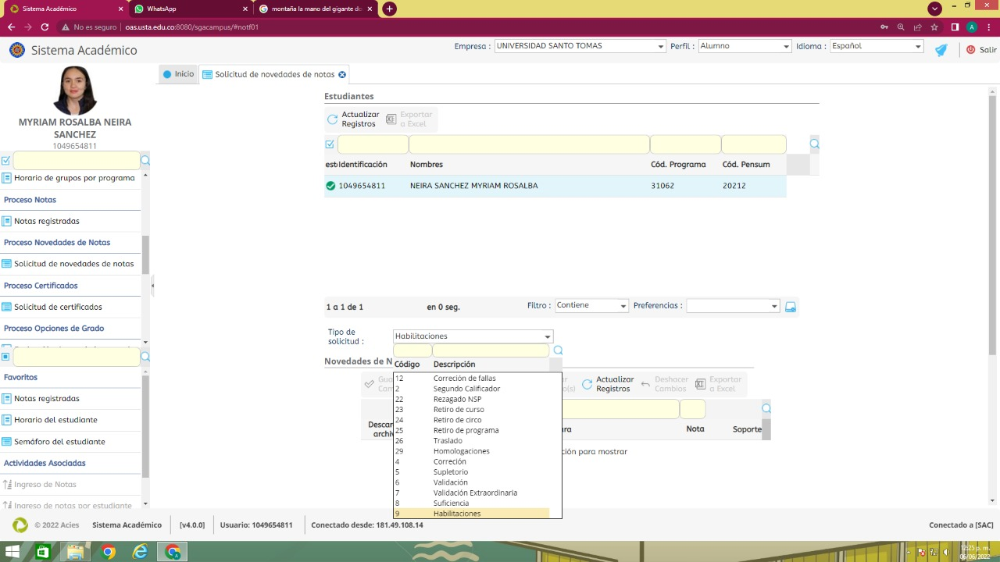 Sistema Académico
WhatsApp
montaña la mano del gigante do
No es seguro
oas.usta.edu.co:8080/sgacampus/#notf01
A
Sistema Académico
Empresa :
UNIVERSIDAD SANTO TOMAS
Perfil :
Alumno
Idioma :
Español
Salir
MYRIAM ROSALBA NEIRA
SANCHEZ
1049654811
Horario de grupos por programa
Proceso Notas
Notas registradas
Proceso Novedades de Notas
Solicitud de novedades de notas
Proceso Certificados
Solicitud de certificados
Proceso Opciones de Grado
Favoritos
Notas registradas
Horario del estudiante
Semáforo del estudiante
Actividades Asociadas
Ingreso de Notas
Ingreso de notas por estudiante
Inicio
Solicitud de novedades de notas
Estudiantes
Actualizar
Registros
Exportar
a Excel
est
Identificación
Nombres
Cód. Programa
Cód. Pensum
1049654811
NEIRA SANCHEZ MYRIAM ROSALBA
31062
20212
1 a 1 de 1
en 0 seg.
Filtro :
Contiene
Preferencias :
Tipo de
solicitud :
Habilitaciones
Novedades de N
Código
Descripción
12 Correción de fallas
2 Segundo Calificador
22 Rezagado NSP
23 Retiro de curso
24 Retiro de circo
25 Retiro de programa
26 Traslado
29 Homologaciones
4 Correción
5 Supletorio
6 Validación
7 Validación Extraordinaria
8 Suficiencia
9 Habilitaciones
Gua
Cam
ar
o(s)
Actualizar
Registros
Deshacer
Cambios
Exportar
a Excel
Descar
archiv
ura
Nota
Soporte
ción para mostrar
© 2022 Acies
Sistema Académico
[v4.0.0]
Usuario: 1049654811
Conectado desde: 181.49.108.14
Conectado a [SAC]
12:25 p. m.
06/06/2022